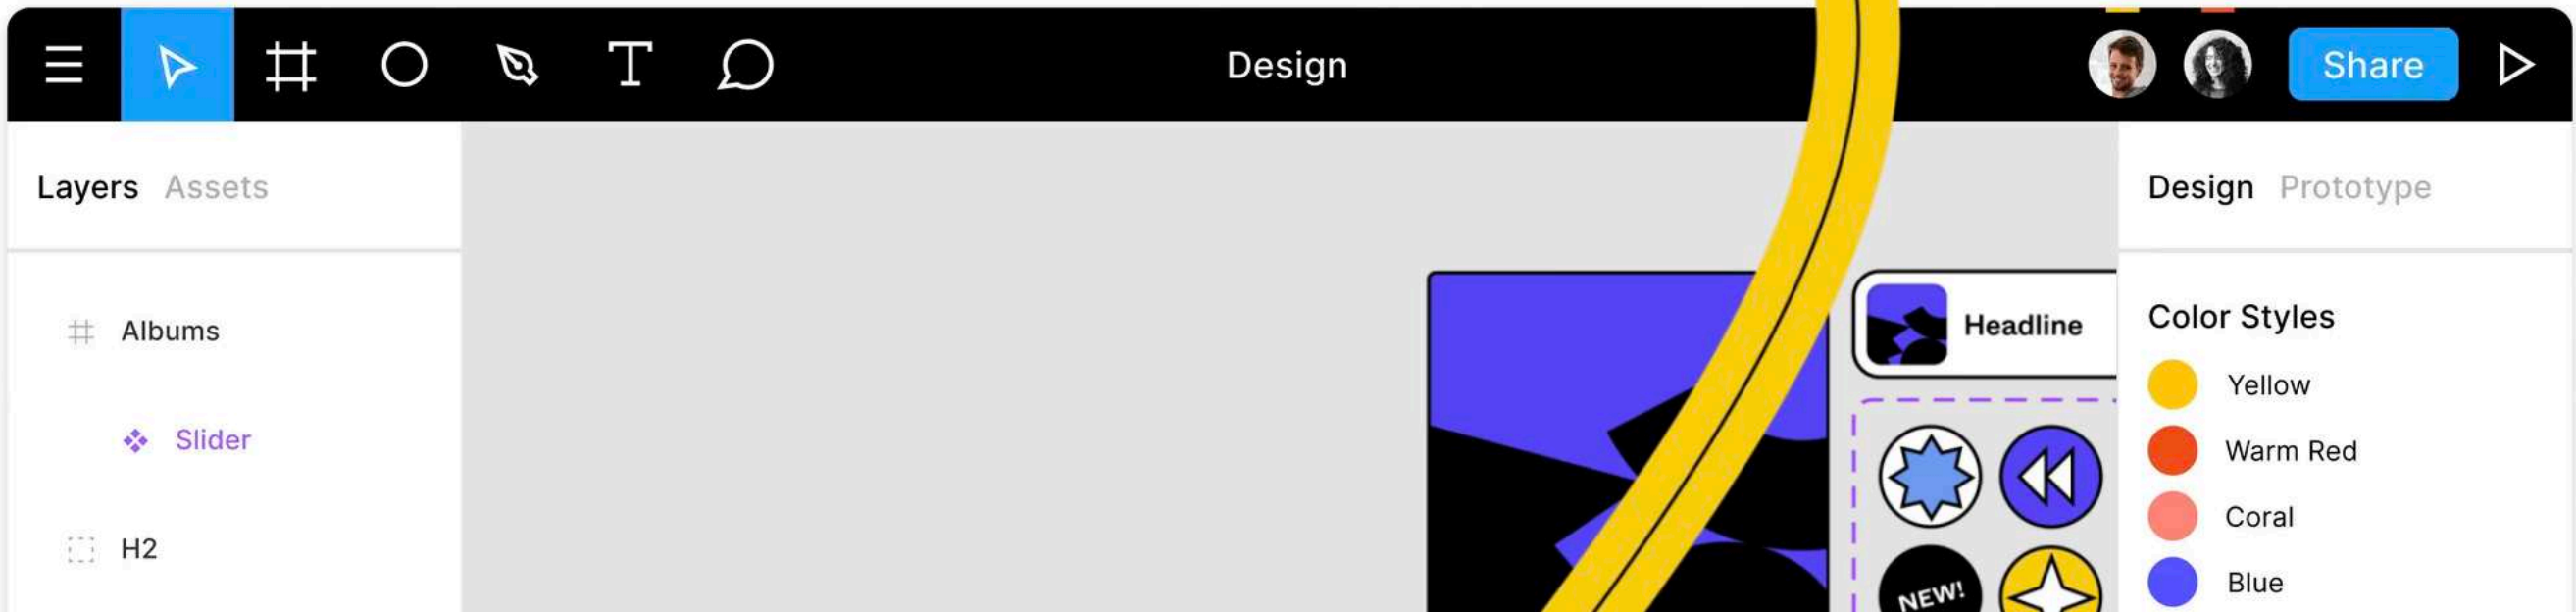 Design
Share
Layers Assets
Design Prototype
Albums
Slider
H2
Headline
NEW!
Color Styles
Yellow
Warm Red
Coral
Blue